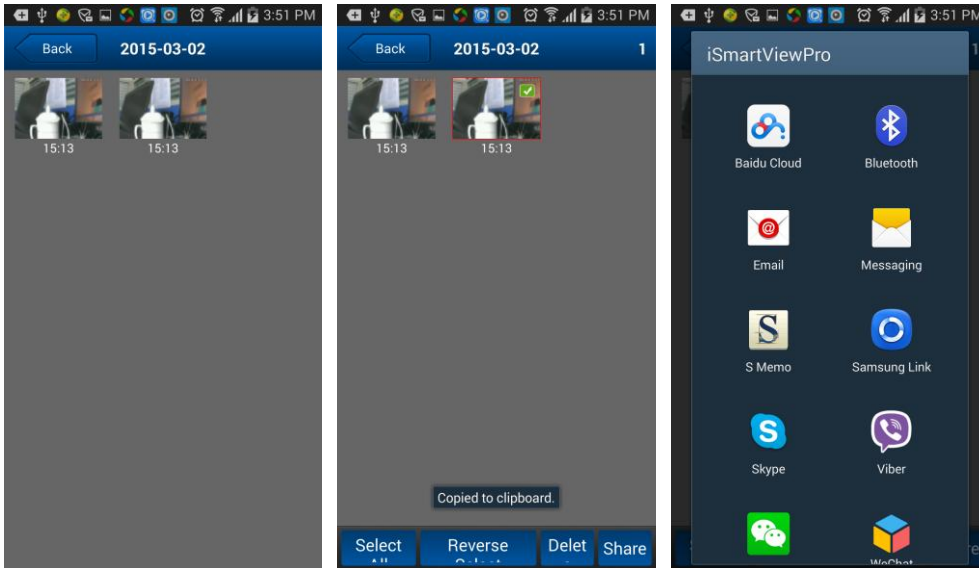 3:51 PM
Back
2015-03-02
15:13
15:13
3:51 PM
Back
2015-03-02
1
15:13
15:13
Copied to clipboard.
Select
Reverse
Delet
Share
3:51 PM
iSmartViewPro
Baidu Cloud
Bluetooth
Email
Messaging
S Memo
Samsung Link
Skype
Viber
WeChat